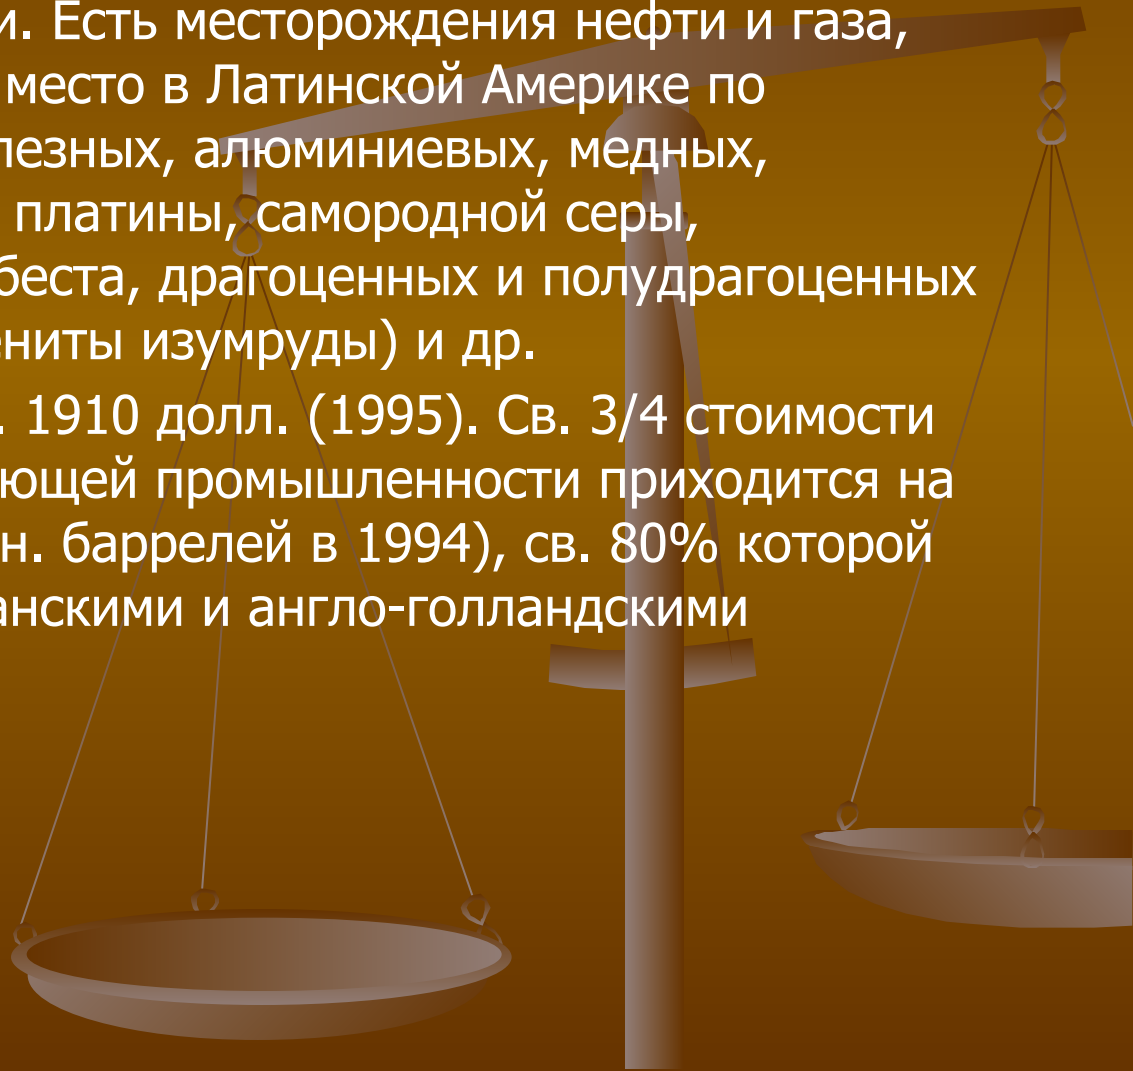 и. Есть месторождения нефти и газа,
место в Латинской Америке по
лезных, алюминиевых, медных,
платины, самородной серы,
беста, драгоценных и полудрагоценных
ениты изумруды) и др.
. 1910 долл. (1995). Св. 3/4 стоимости
ющей промышленности приходится на
н. баррелей в 1994), св. 80% которой
анскими и англо-голландскими